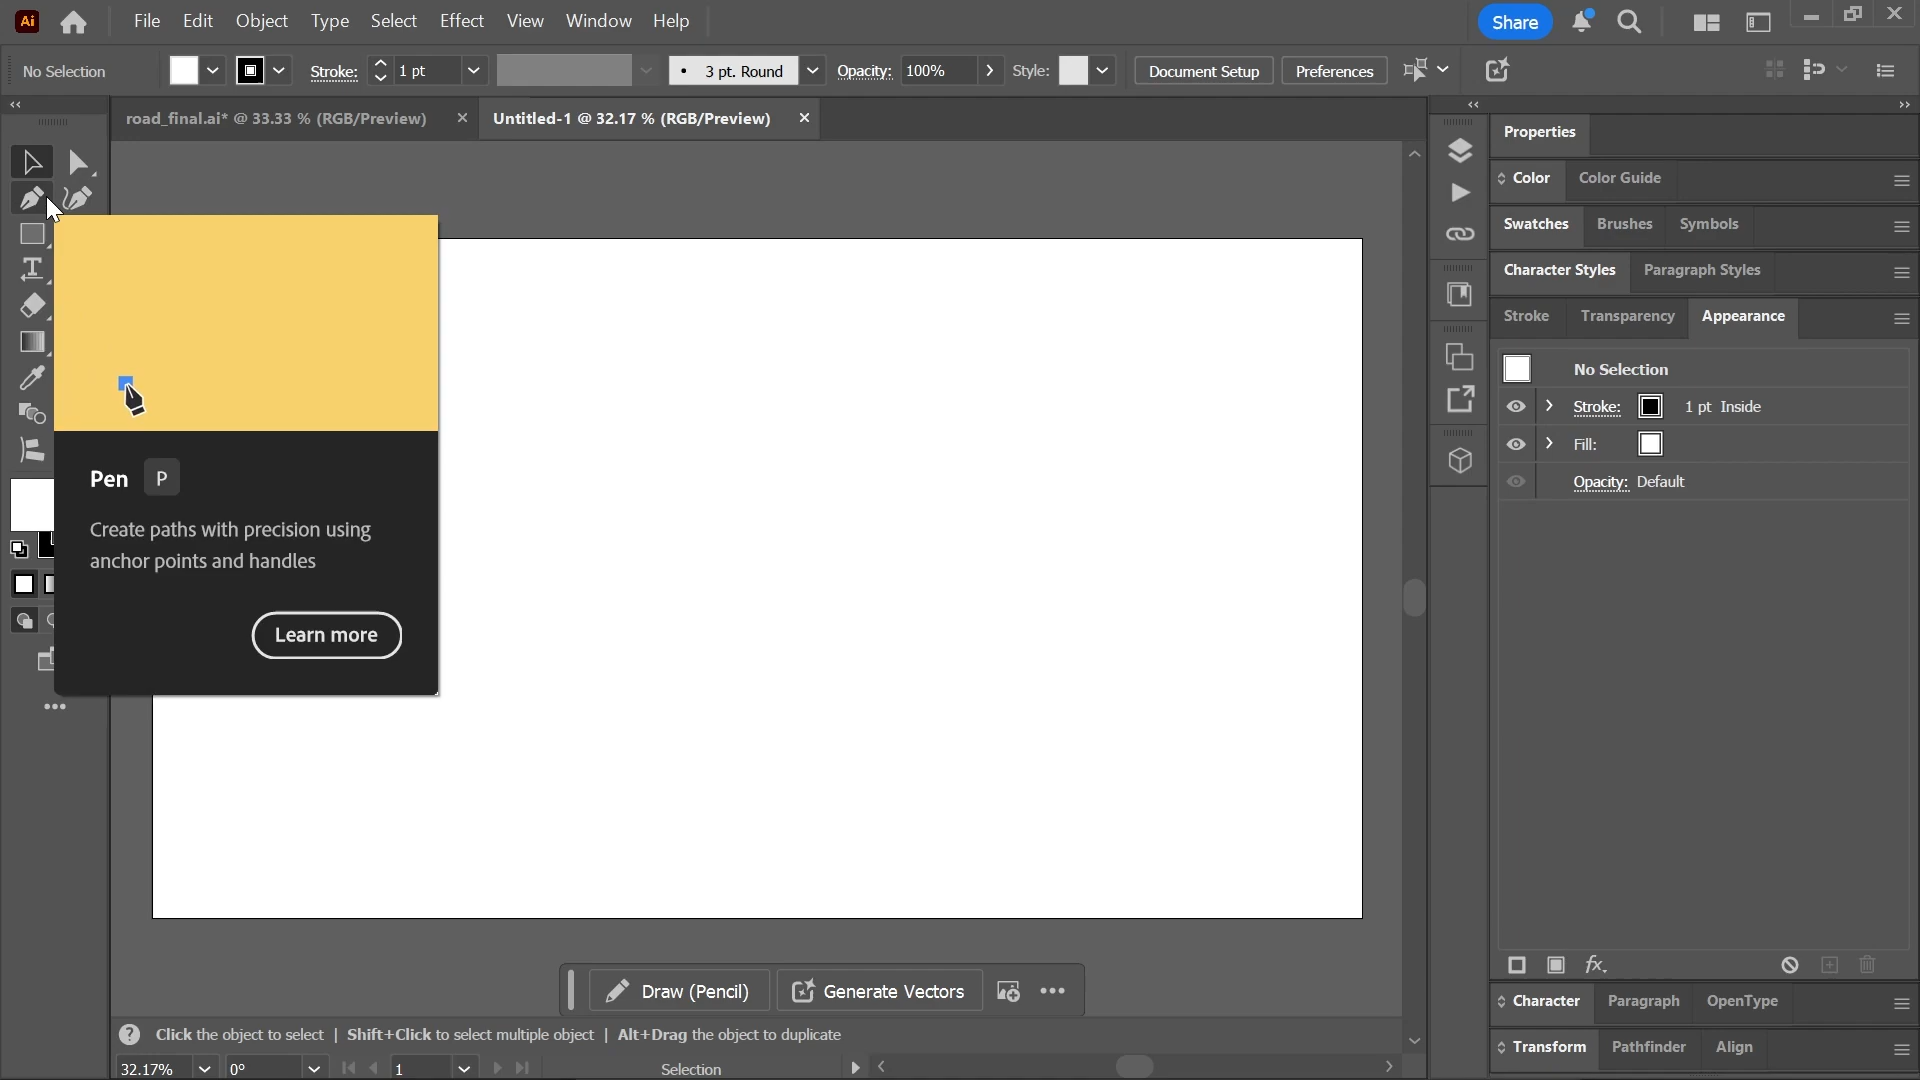 Ai File Edit Object Type Select Effect View Window Help Share
No Selection Stroke: 1 pt 3 pt. Round Opacity: 100% Style: Document Setup Preferences
road_final.ai* @ 33.33 % (RGB/Preview) Untitled-1 @ 32.17 % (RGB/Preview)
Pen P
Create paths with precision using
anchor points and handles
Learn more
Properties
Color Color Guide
Swatches Brushes Symbols
Character Styles Paragraph Styles
Stroke Transparency Appearance
No Selection
Stroke: 1 pt Inside
Fill:
Opacity: Default
fx
Character Paragraph OpenType
Transform Pathfinder Align
Draw (Pencil) Generate Vectors
Click the object to select | Shift+Click to select multiple object | Alt+Drag the object to duplicate
32.17% 0° 1 Selection